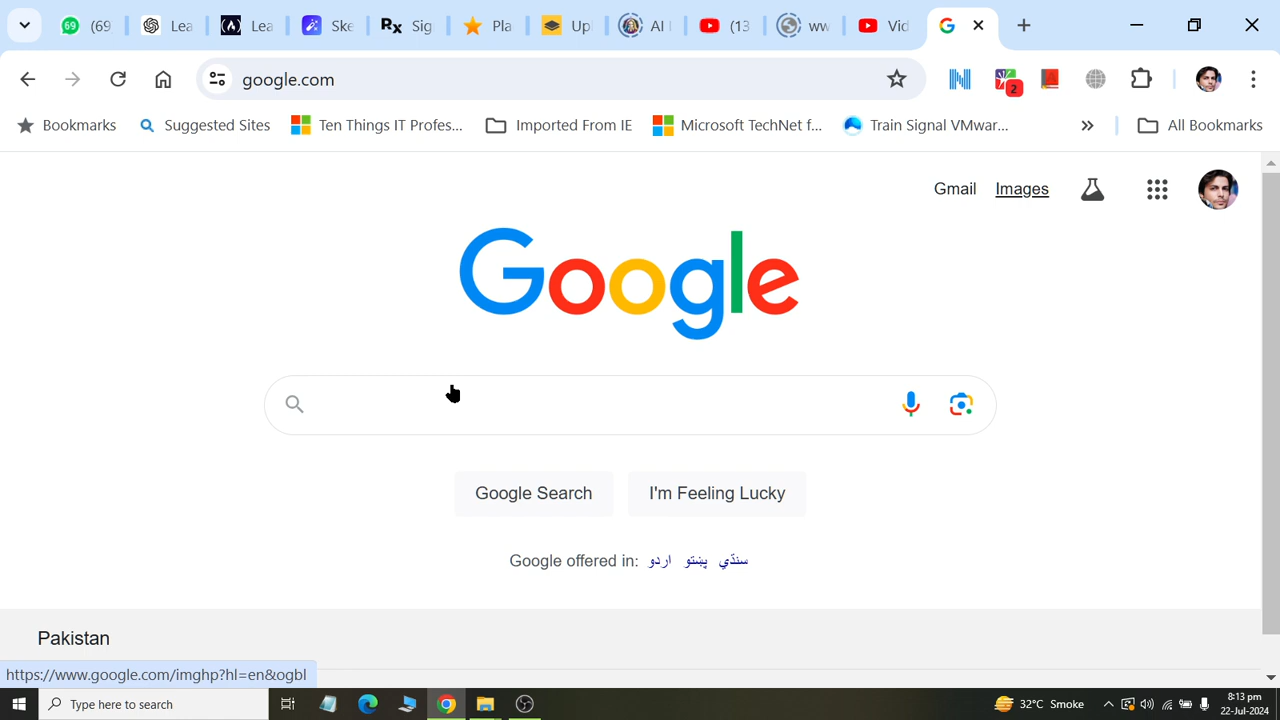 (69 Lea Lea Ske Sig Pla Up AI (13 ww Vid
google.com
2
Bookmarks Suggested Sites Ten Things IT Profes... Imported From IE Microsoft TechNet f... Train Signal VMwar... » All Bookmarks
Gmail Images
Google
Google Search I'm Feeling Lucky
Google offered in: اردو پښتو سنڌي
Pakistan
https://www.google.com/imghp?hl=en&ogbl
Type here to search 32°C Smoke 8:13 pm
22-Jul-2024